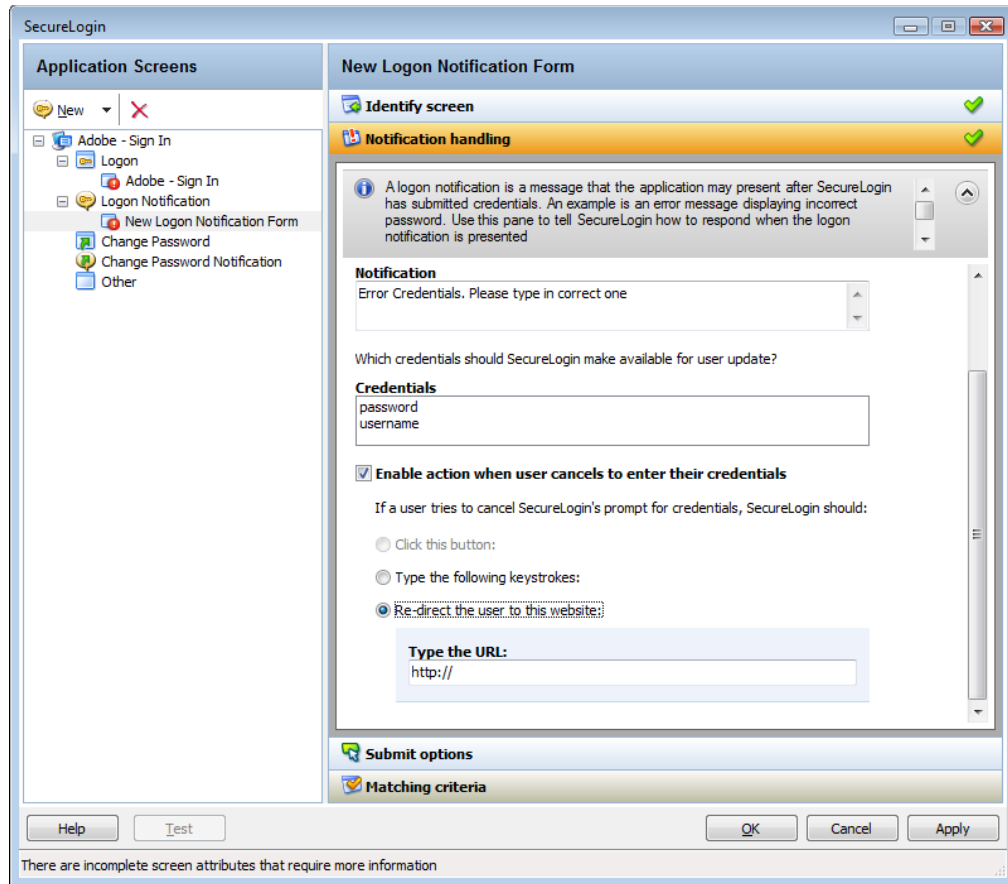 SecureLogin
Application Screens
New
Adobe - Sign In
Logon
Adobe - Sign In
Logon Notification
New Logon Notification Form
Change Password
Change Password Notification
Other
New Logon Notification Form
Identify screen
Notification handling
A logon notification is a message that the application may present after SecureLogin
has submitted credentials. An example is an error message displaying incorrect
password. Use this pane to tell SecureLogin how to respond when the logon
notification is presented
Notification
Error Credentials. Please type in correct one
Which credentials should SecureLogin make available for user update?
Credentials
password
username
Enable action when user cancels to enter their credentials
If a user tries to cancel SecureLogin's prompt for credentials, SecureLogin should:
Click this button:
Type the following keystrokes:
Re-direct the user to this website:
Type the URL:
http://
Submit options
Matching criteria
Help
Test
OK
Cancel
Apply
There are incomplete screen attributes that require more information